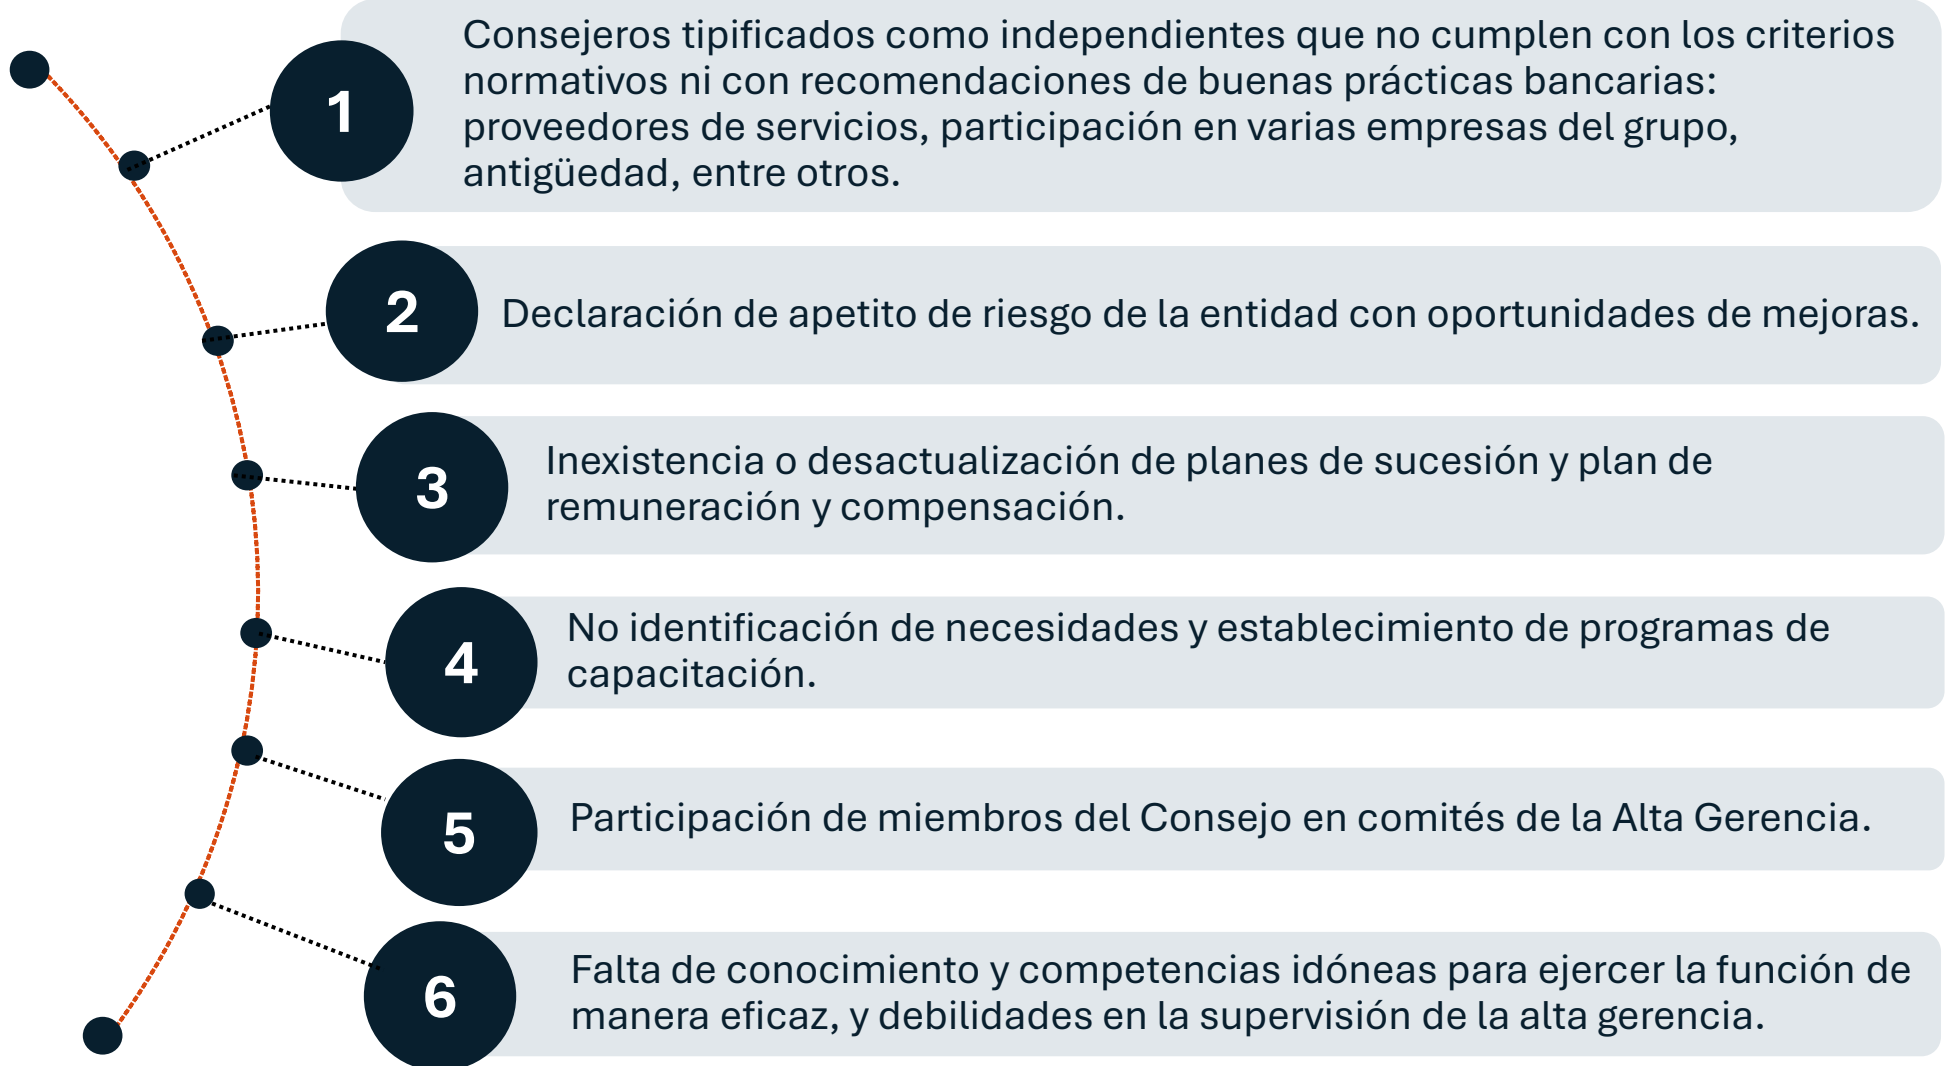 1
Consejeros tipificados como independientes que no cumplen con los criterios
normativos ni con recomendaciones de buenas prácticas bancarias:
proveedores de servicios, participación en varias empresas del grupo,
antigüedad, entre otros.
2
Declaración de apetito de riesgo de la entidad con oportunidades de mejoras.
3
Inexistencia o desactualización de planes de sucesión y plan de
remuneración y compensación.
4
No identificación de necesidades y establecimiento de programas de
capacitación.
5
Participación de miembros del Consejo en comités de la Alta Gerencia.
6
Falta de conocimiento y competencias idóneas para ejercer la función de
manera eficaz, y debilidades en la supervisión de la alta gerencia.